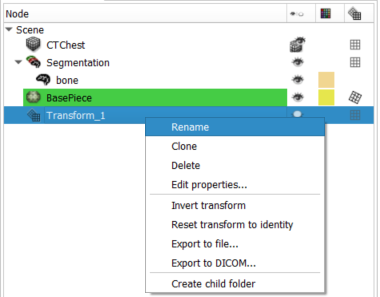 Node
Scene
CTChest
Segmentation
bone
BasePiece
Transform_1
Rename
Clone
Delete
Edit properties...
Invert transform
Reset transform to identity
Export to file...
Export to DICOM...
Create child folder